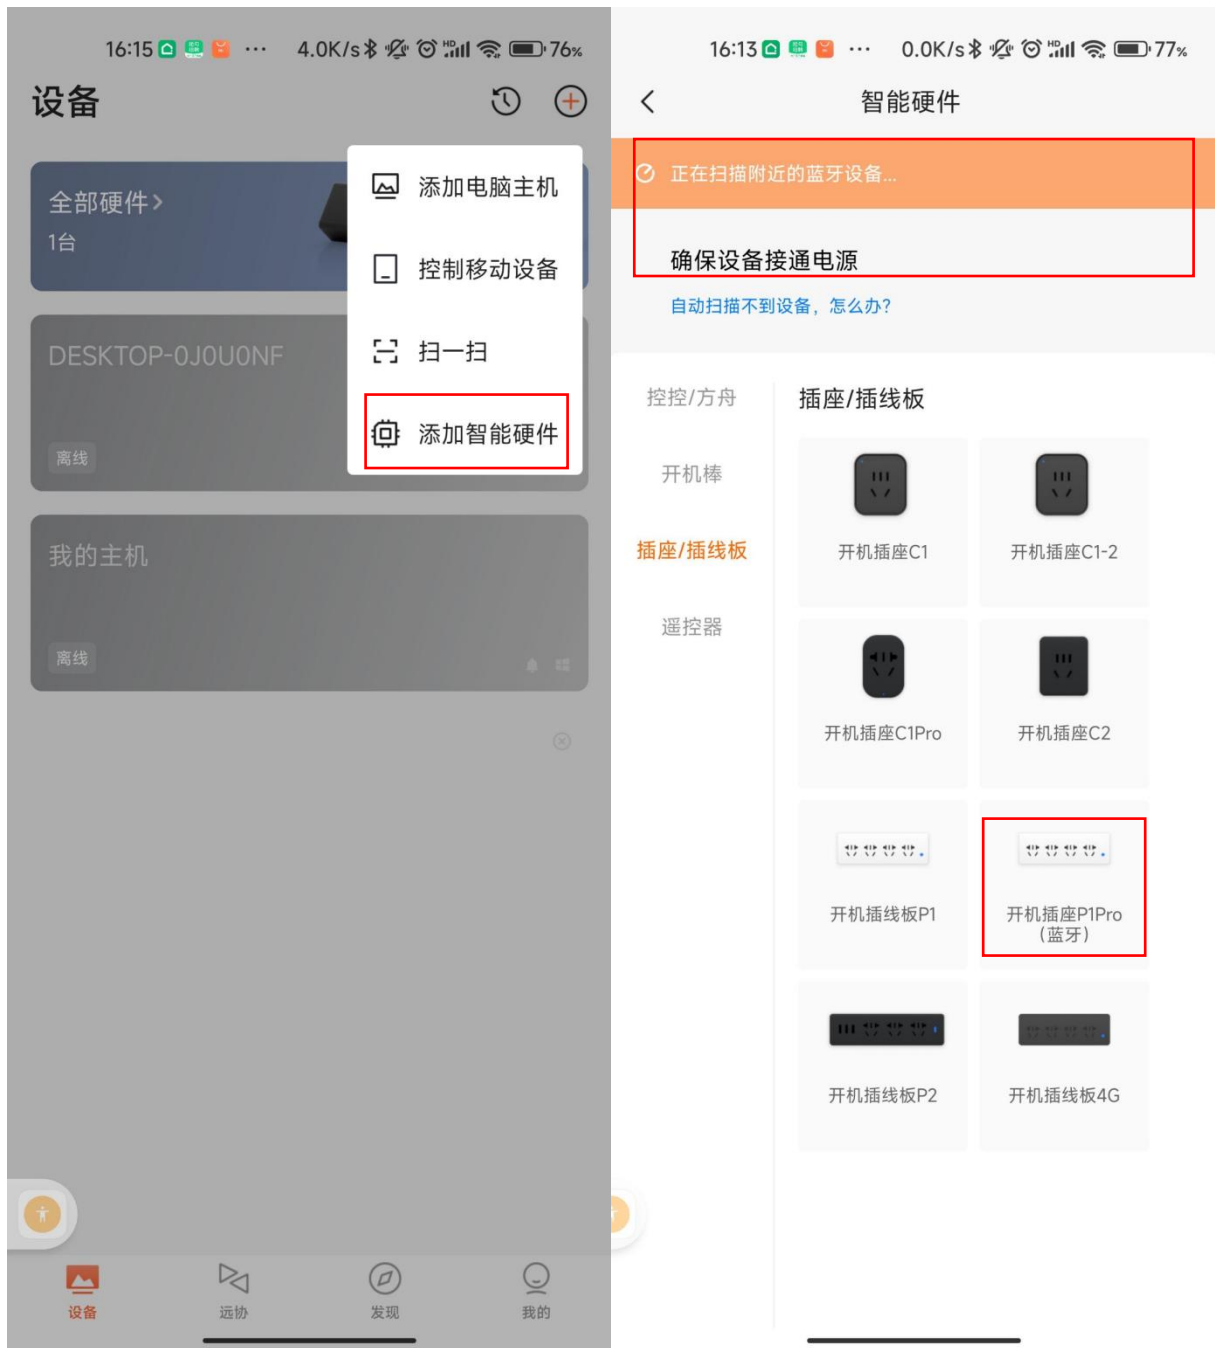 16:15 ··· 4.0K/s HD 76%
设备
添加电脑主机
全部硬件>
1台
控制移动设备
DESKTOP-0J0U0NF
扫一扫
添加智能硬件
离线
我的主机
离线
设备
远协
发现
我的
16:13 ··· 0.0K/s HD 77%
智能硬件
正在扫描附近的蓝牙设备...
确保设备接通电源
自动扫描不到设备，怎么办?
控控/方舟
开机棒
插座/插线板
遥控器
插座/插线板
开机插座C1
开机插座C1-2
开机插座C1Pro
开机插座C2
开机插线板P1
开机插座P1Pro
(蓝牙)
开机插线板P2
开机插线板4G